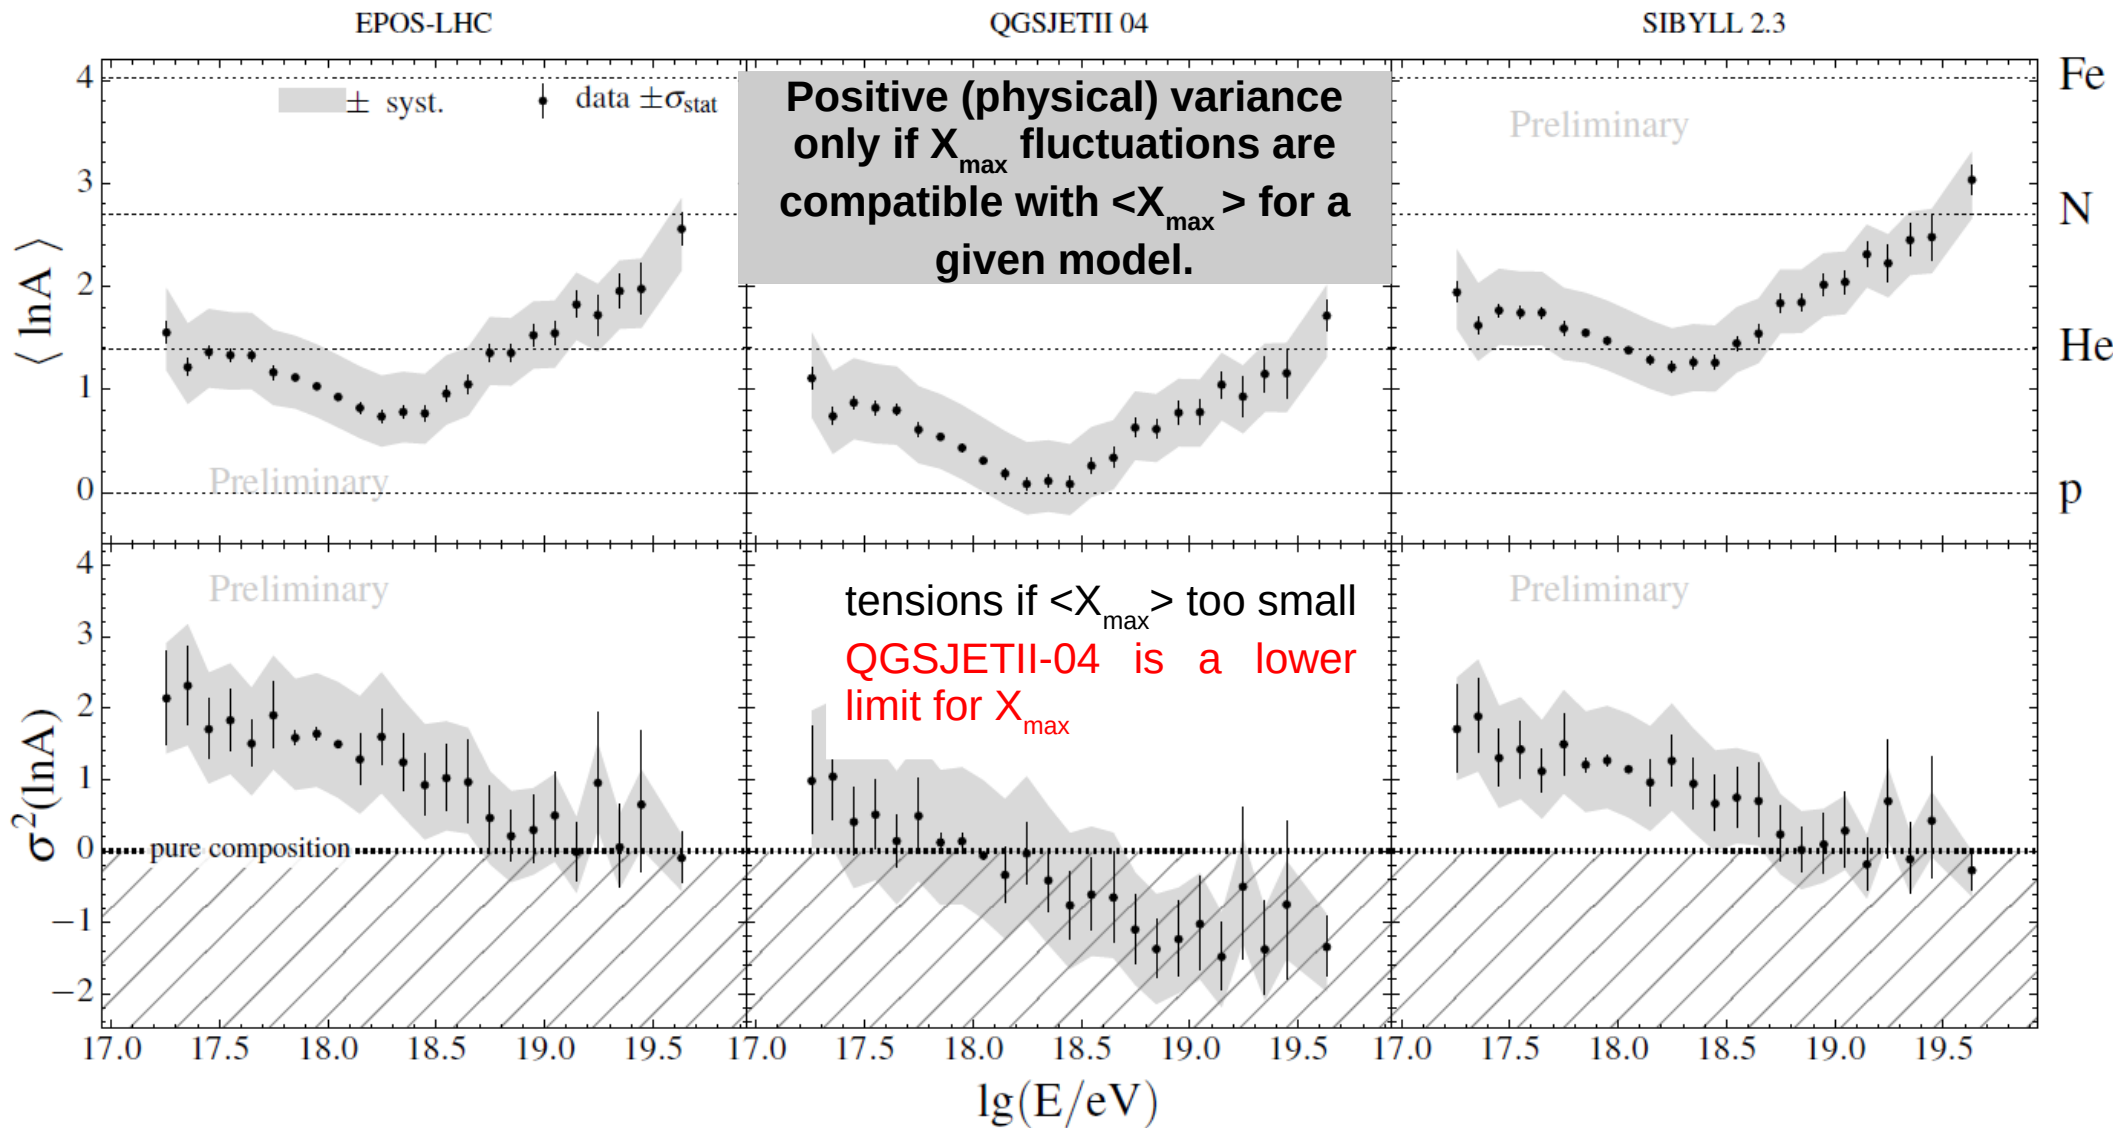 EPOS-LHC
QGSJETII 04
SIBYLL 2.3
4
3
2
1
0
⟨ lnA ⟩
± syst.
data ±σstat
Preliminary
Positive (physical) variance
only if Xmax fluctuations are
compatible with <Xmax > for a
given model.
Preliminary
Fe
N
He
p
4
3
2
1
0
−1
−2
σ²(lnA)
Preliminary
pure composition
tensions if <Xmax> too small
QGSJETII-04 is a lower
limit for Xmax
Preliminary
17.0 17.5 18.0 18.5 19.0 19.5
17.0 17.5 18.0 18.5 19.0 19.5
17.0 17.5 18.0 18.5 19.0 19.5
lg(E/eV)